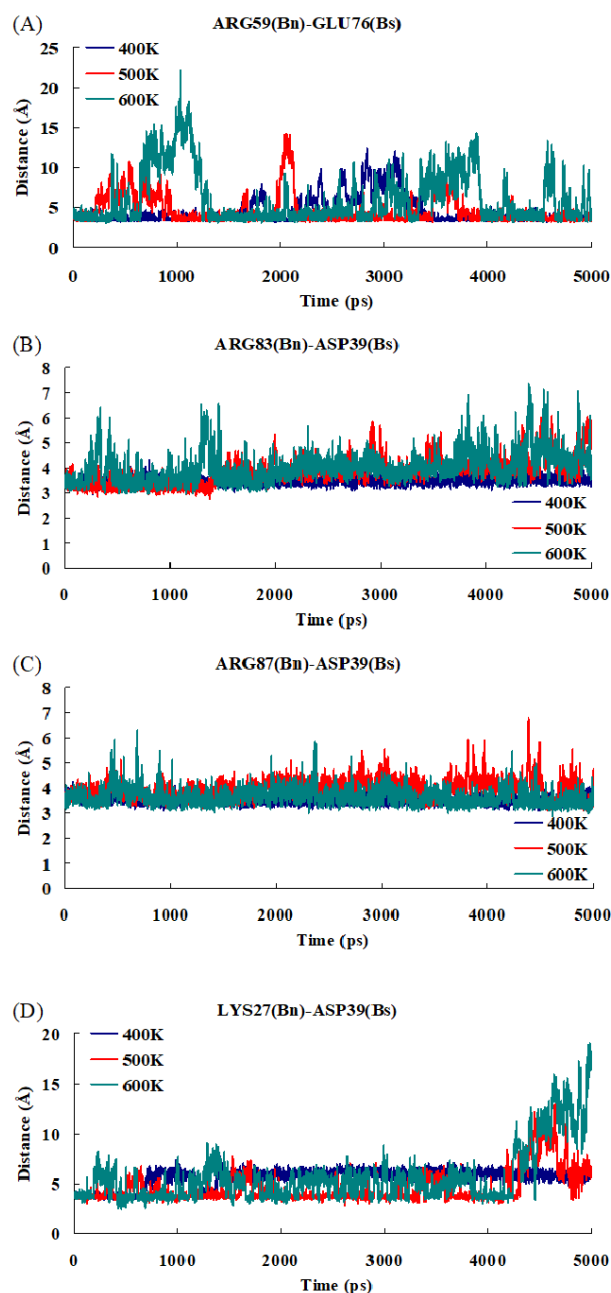 (A) ARG59(Bn)-GLU76(Bs)
400K
500K
600K
25
20
15
10
5
0
Distance (Å)
0 1000 2000 3000 4000 5000
Time (ps)
(B) ARG83(Bn)-ASP39(Bs)
8
7
6
5
4
3
2
1
0
Distance (Å)
400K
500K
600K
0 1000 2000 3000 4000 5000
Time (ps)
(C) ARG87(Bn)-ASP39(Bs)
8
7
6
5
4
3
2
1
0
Distance (Å)
400K
500K
600K
0 1000 2000 3000 4000 5000
Time (ps)
(D) LYS27(Bn)-ASP39(Bs)
400K
500K
600K
20
15
10
5
0
Distance (Å)
0 1000 2000 3000 4000 5000
Time (ps)